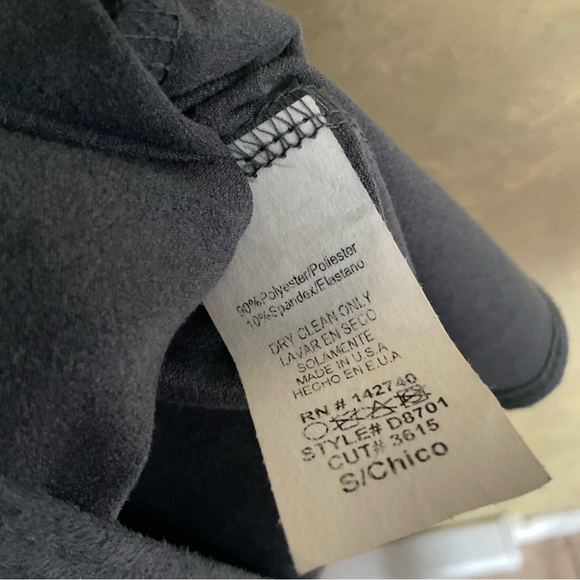 90%Polyester/Poliester
10%Spandex/Elastano
DRY CLEAN ONLY
LAVAR EN SECO
SOLAMENTE
MADE IN U.S.A
HECHO EN E.U.A
RN # 142740
STYLE# D8701
CUT# 3615
S/Chico